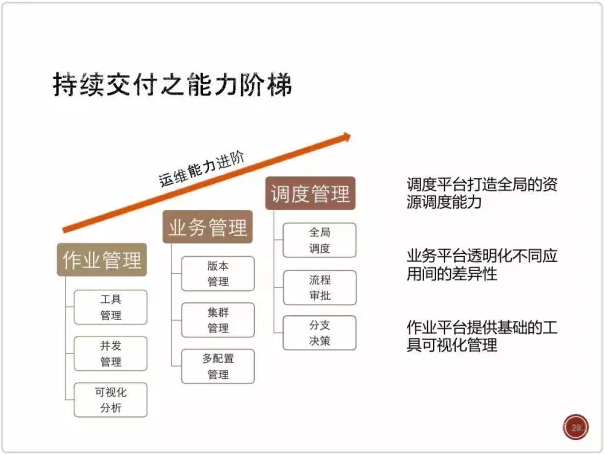 持续交付之能力阶梯
运维能力进阶
调度管理
全局
调度
流程
审批
分支
决策
业务管理
版本
管理
集群
管理
多配置
管理
作业管理
工具
管理
并发
管理
可视化
分析
调度平台打造全局的资
源调度能力
业务平台透明化不同应
用间的差异性
作业平台提供基础的工
具可视化管理
28